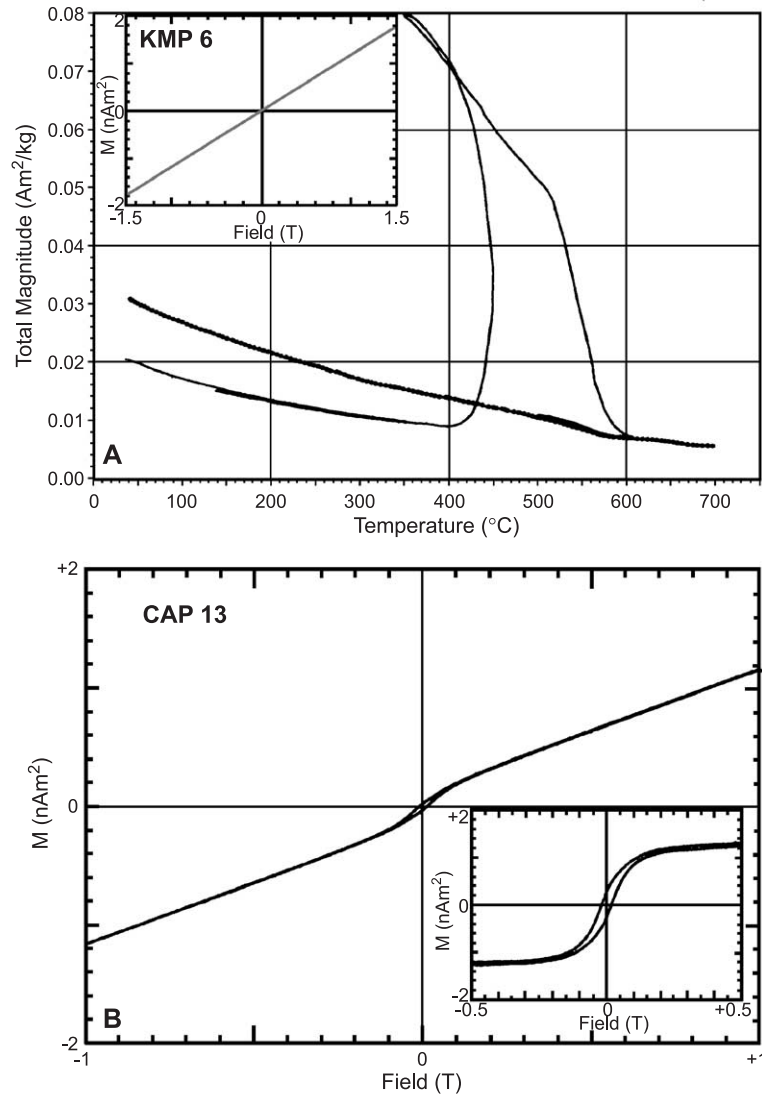 KMP 6
2
0
-2
M (nAm2)
-1.5
0
1.5
Field (T)
0.08
0.07
0.06
0.05
0.04
0.03
0.02
0.01
0.00
Total Magnitude (Am2/kg)
A
0
100
200
300
400
500
600
700
Temperature (°C)
CAP 13
+2
0
-2
M (nAm2)
B
-1
0
Field (T)
+2
0
-2
M (nAm2)
-0.5
0
+0.5
Field (T)